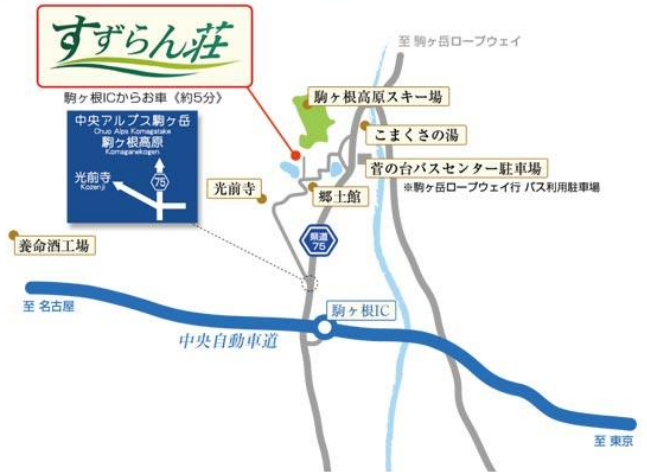 すずらん荘
至 駒ヶ岳ロープウェイ
駒ヶ根ICからお車《約5分》
駒ヶ根高原スキー場
中央アルプス駒ヶ岳
Chuo Alps Komagatake
駒ヶ根高原
Komaganekogen
75
光前寺
Kozenji
こまくさの湯
菅の台バスセンター駐車場
※駒ヶ岳ロープウェイ行 バス利用駐車場
光前寺
郷土館
県道
75
養命酒工場
至 名古屋
駒ヶ根IC
中央自動車道
至 東京